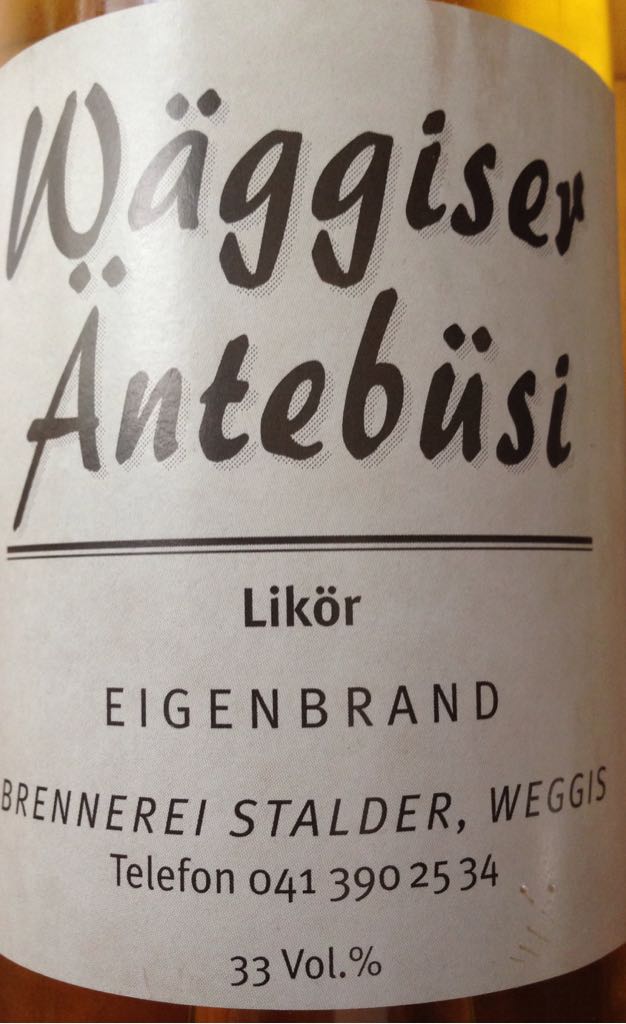 Wäggiser
Äntebüsi
Likör
EIGENBRAND
BRENNEREI STALDER, WEGGIS
Telefon 041 390 25 34
33 Vol.%